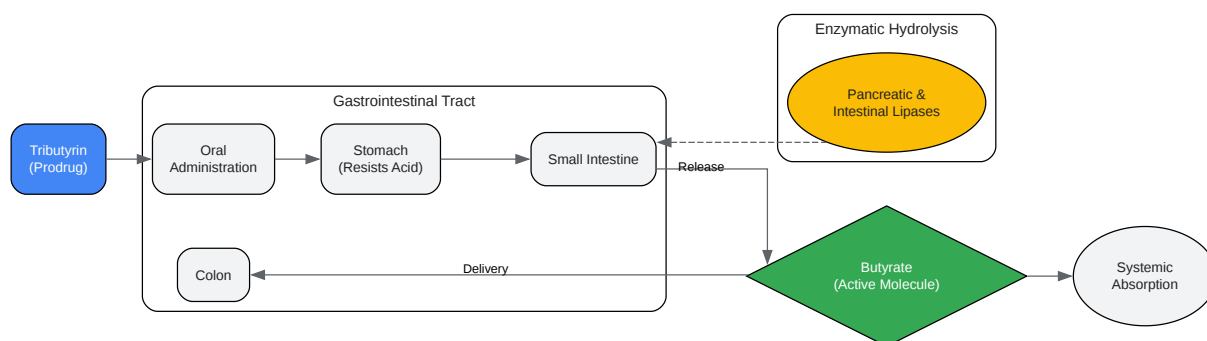 Enzymatic Hydrolysis
Pancreatic &
Intestinal Lipases
Gastrointestinal Tract
Tributyrin
(Prodrug)
Oral
Administration
Stomach
(Resists Acid)
Small Intestine
Release
Colon
Delivery
Butyrate
(Active Molecule)
Systemic
Absorption